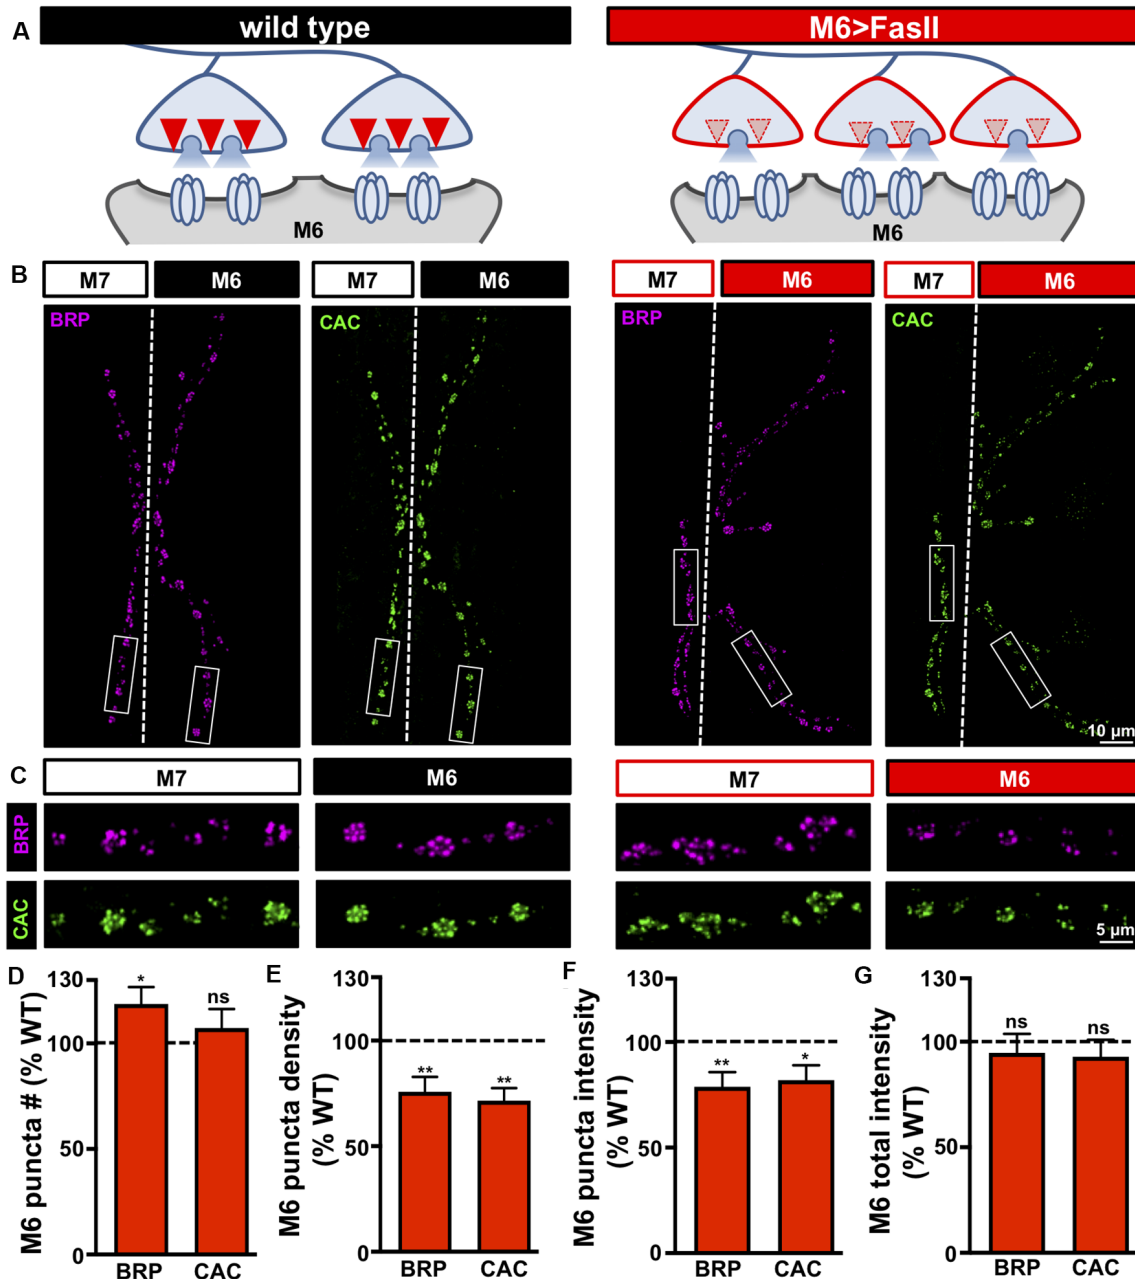 A
wild type
M6>FasII
M6
M6
B
M7
M6
M7
M6
M7
M6
M7
M6
BRP
CAC
BRP
CAC
10 µm
C
M7
M6
M7
M6
BRP
CAC
5 µm
D
M6 puncta # (% WT)
130
100
50
0
*
ns
BRP
CAC
E
M6 puncta density
(% WT)
130
100
50
0
**
**
BRP
CAC
F
M6 puncta intensity
(% WT)
130
100
50
0
**
*
BRP
CAC
G
M6 total intensity
(% WT)
130
100
50
0
ns
ns
BRP
CAC